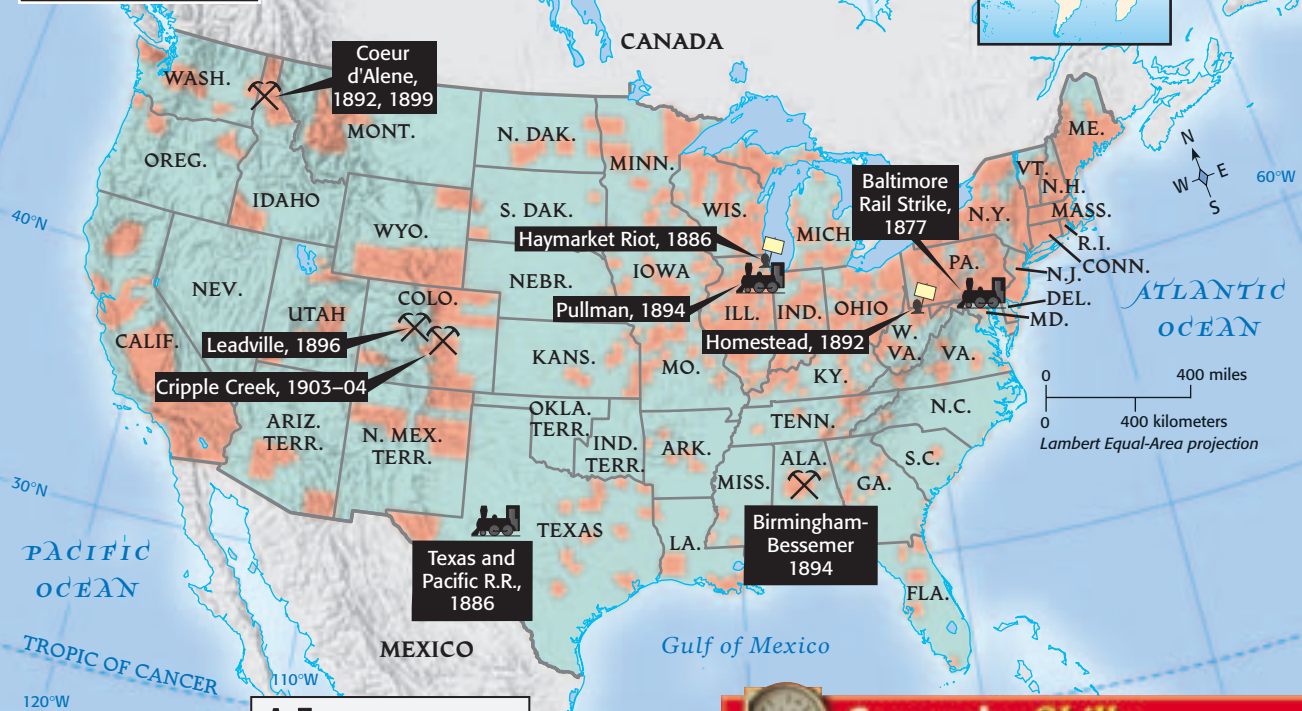 CANADA
Coeur
d'Alene,
1892, 1899
WASH.
MONT.
N. DAK.
MINN.
ME.
OREG.
IDAHO
VT.
N.H.
60°W
N
W
E
S
Baltimore
Rail Strike,
1877
40°N
WYO.
S. DAK.
WIS.
MICH
N.Y.
MASS.
R.I.
CONN.
Haymarket Riot, 1886
IOWA
PA.
N.J.
DEL.
MD.
NEV.
UTAH
COLO.
NEBR.
Pullman, 1894
ILL.
IND.
OHIO
ATLANTIC
OCEAN
CALIF.
Leadville, 1896
Cripple Creek, 1903–04
KANS.
MO.
Homestead, 1892
W.
VA.
VA.
KY.
0 400 miles
0 400 kilometers
Lambert Equal-Area projection
ARIZ.
TERR.
N. MEX.
TERR.
OKLA.
TERR.
IND.
TERR.
ARK.
TENN.
N.C.
S.C.
30°N
MISS.
ALA.
GA.
PACIFIC
OCEAN
TEXAS
LA.
Birmingham-
Bessemer
1894
Texas and
Pacific R.R.,
1886
FLA.
MEXICO
Gulf of Mexico
TROPIC OF CANCER
120°W
110°W